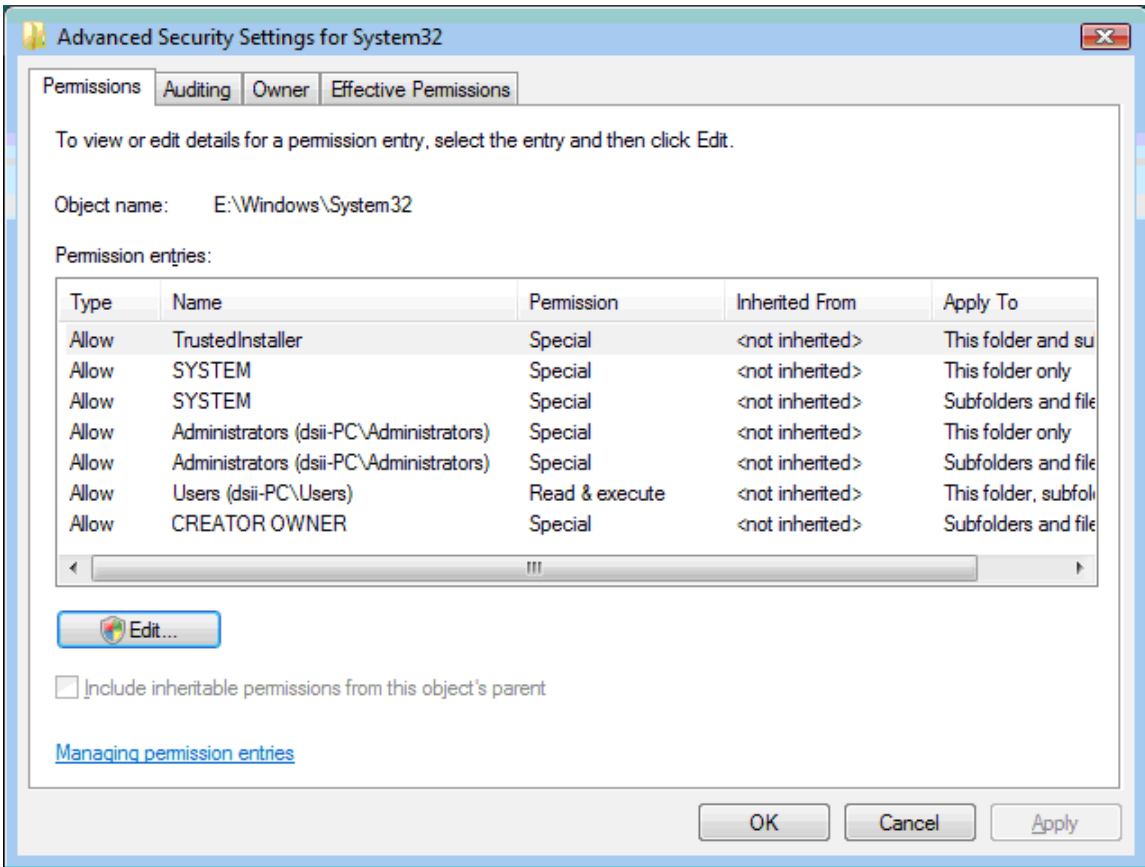 Advanced Security Settings for System32
Permissions Auditing Owner Effective Permissions
To view or edit details for a permission entry, select the entry and then click Edit.
Object name: E:\Windows\System32
Permission entries:
Type Name Permission Inherited From Apply To
Allow TrustedInstaller Special <not inherited> This folder and su
Allow SYSTEM Special <not inherited> This folder only
Allow SYSTEM Special <not inherited> Subfolders and file
Allow Administrators (dsii-PC\Administrators) Special <not inherited> This folder only
Allow Administrators (dsii-PC\Administrators) Special <not inherited> Subfolders and file
Allow Users (dsii-PC\Users) Read & execute <not inherited> This folder, subfol
Allow CREATOR OWNER Special <not inherited> Subfolders and file
Edit...
Include inheritable permissions from this object's parent
Managing permission entries
OK Cancel Apply